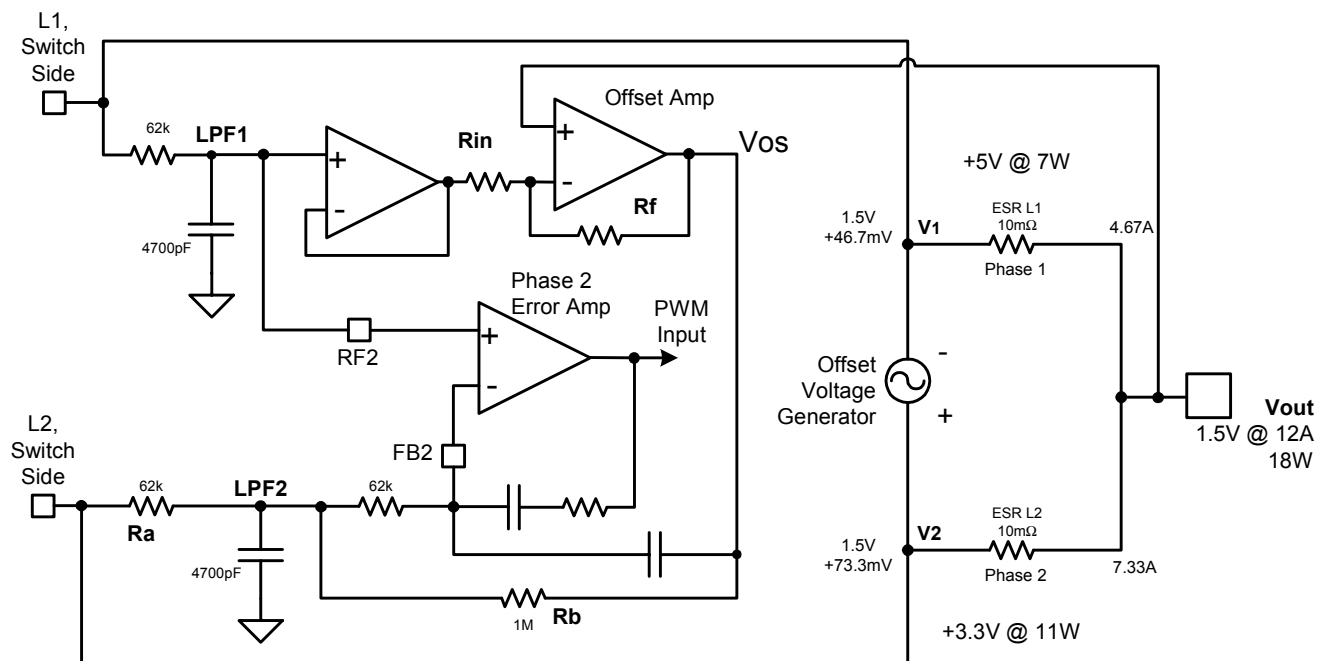 L1,
Switch
Side
62k
LPF1
4700pF
+
-
Rin
Offset Amp
+
-
Rf
Vos
Phase 2
Error Amp
+
-
RF2
FB2
PWM
Input
L2,
Switch
Side
62k
Ra
LPF2
4700pF
62k
1M
Rb
+5V @ 7W
1.5V
+46.7mV
V1
ESR L1
10mΩ
Phase 1
4.67A
Offset
Voltage
Generator
-
+
Vout
1.5V @ 12A
18W
1.5V
+73.3mV
V2
ESR L2
10mΩ
Phase 2
7.33A
+3.3V @ 11W